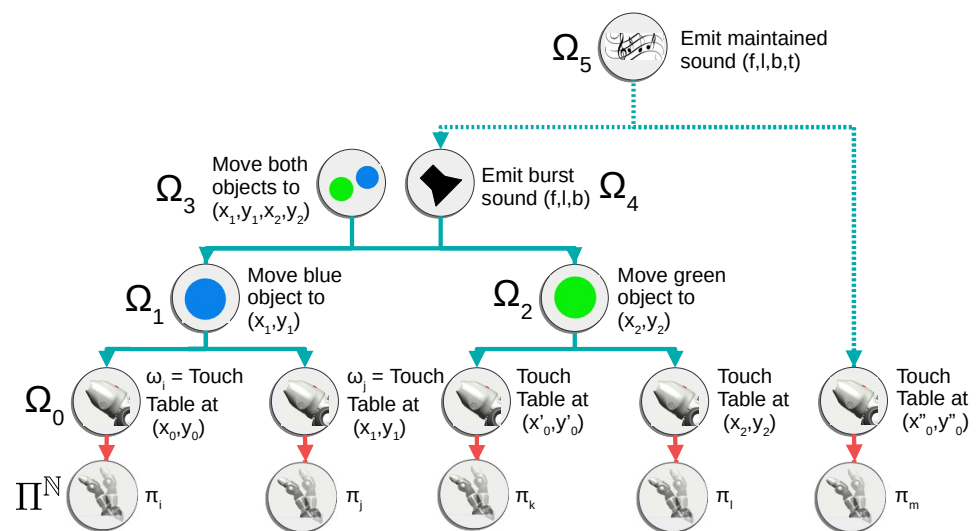 Ω₅
Emit maintained
sound (f,l,b,t)
Move both
objects to
(x₁,y₁,x₂,y₂)
Ω₃
Emit burst
sound (f,l,b)
Ω₄
Ω₁
Move blue
object to
(x₁,y₁)
Ω₂
Move green
object to
(x₂,y₂)
Ω₀
ωᵢ = Touch
Table at
(x₀,y₀)
ωⱼ = Touch
Table at
(x₁,y₁)
Touch
Table at
(x'₀,y'₀)
Touch
Table at
(x₂,y₂)
Touch
Table at
(x"₀,y"₀)
Πᴺ
πᵢ
πⱼ
πₖ
πₗ
πₘ